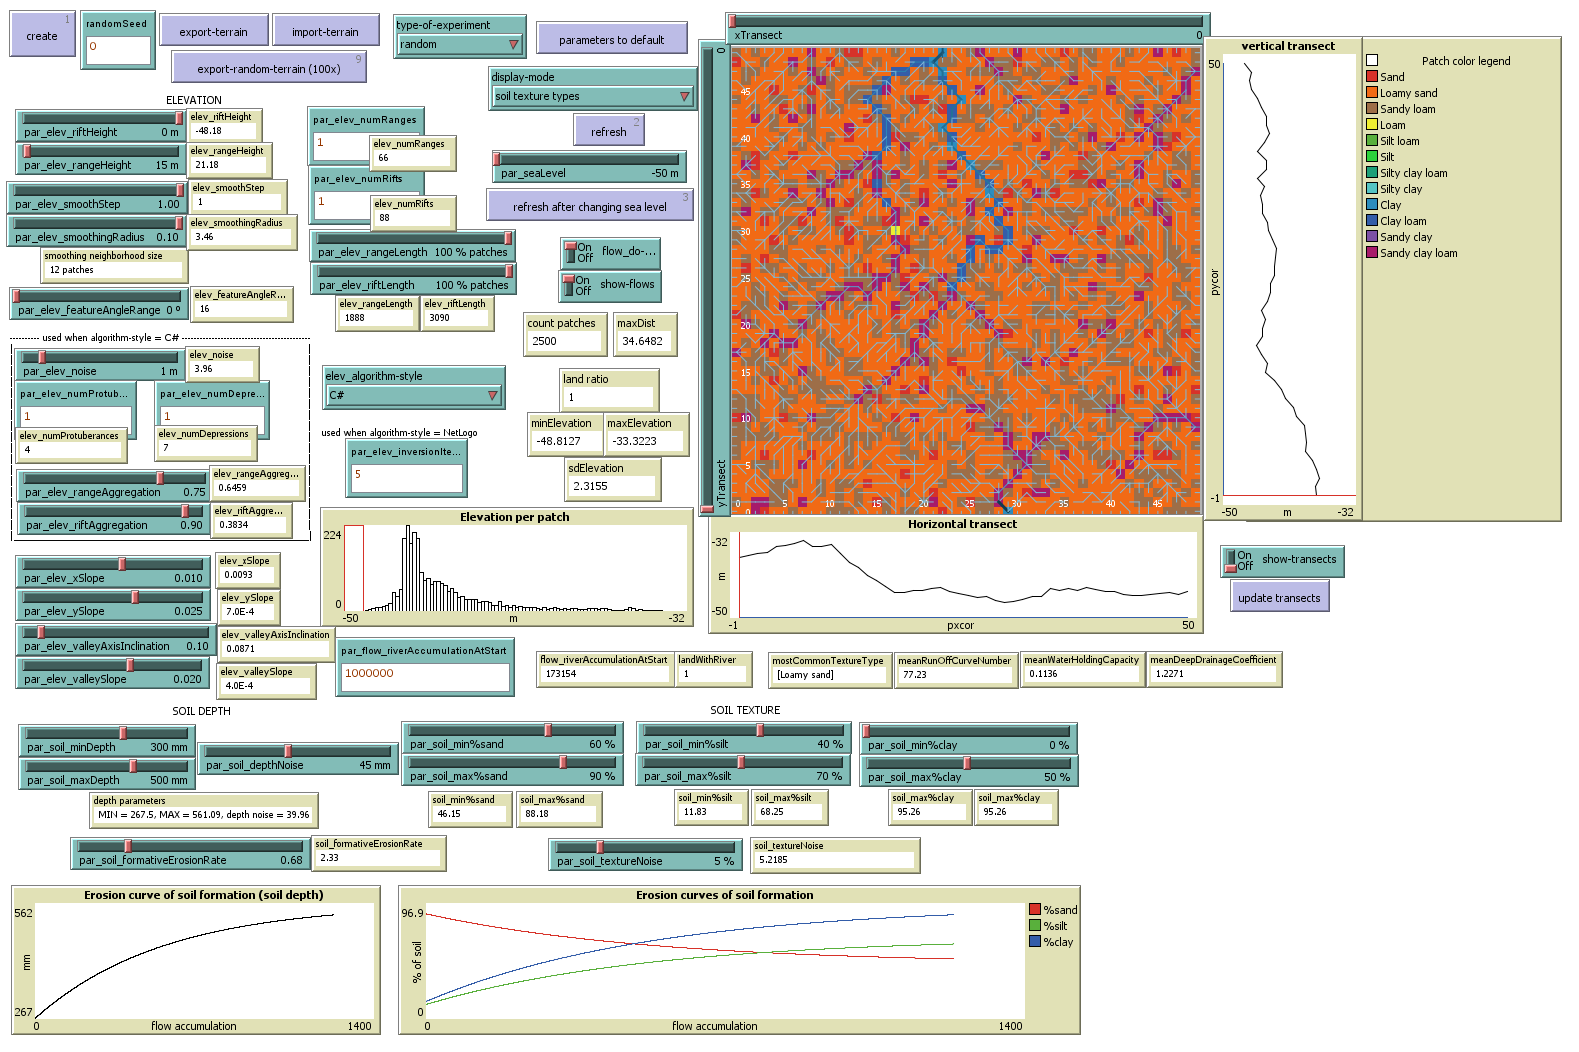 create
1
randomSeed
0
export-terrain
import-terrain
export-random-terrain (100x)
9
type-of-experiment
random
parameters to default
display-mode
soil texture types
refresh
2
par_seaLevel
-50 m
refresh after changing sea level
3
ELEVATION
par_elev_riftHeight
0 m
elev_riftHeight
-48.18
par_elev_rangeHeight
15 m
elev_rangeHeight
21.18
par_elev_smoothStep
1.00
elev_smoothStep
1
par_elev_smoothingRadius
0.10
elev_smoothingRadius
3.46
smoothing neighborhood size
12 patches
par_elev_featureAngleRange
0 º
elev_featureAngleR...
16
par_elev_numRanges
1
elev_numRanges
66
par_elev_numRifts
1
elev_numRifts
88
par_elev_rangeLength
100 % patches
par_elev_riftLength
100 % patches
elev_rangeLength
1888
elev_riftLength
3090
On
Off
flow_do-...
On
Off
show-flows
count patches
2500
maxDist
34.6482
used when algorithm-style = C#
par_elev_noise
1 m
elev_noise
3.96
par_elev_numProtub...
1
elev_numProtuberances
4
par_elev_numDepre...
1
elev_numDepressions
7
par_elev_rangeAggregation
0.75
elev_rangeAggreg...
0.6459
par_elev_riftAggregation
0.90
elev_riftAggre...
0.3834
elev_algorithm-style
C#
used when algorithm-style = NetLogo
par_elev_inversionIte...
5
land ratio
1
minElevation
-48.8127
maxElevation
-33.3223
sdElevation
2.3155
par_elev_xSlope
0.010
elev_xSlope
0.0093
par_elev_ySlope
0.025
elev_ySlope
7.0E-4
par_elev_valleyAxisInclination
0.10
elev_valleyAxisInclination
0.0871
par_elev_valleySlope
0.020
elev_valleySlope
4.0E-4
Elevation per patch
224
0
-50
m
-32
par_flow_riverAccumulationAtStart
1000000
flow_riverAccumulationAtStart
173154
landWithRiver
1
xTransect
0
yTransect
0
45
40
35
30
25
20
15
10
5
0
0
5
10
15
20
25
30
35
40
45
vertical transect
50
pycor
-1
-50
m
-32
Patch color legend
Sand
Loamy sand
Sandy loam
Loam
Silt loam
Silt
Silty clay loam
Silty clay
Clay
Clay loam
Sandy clay
Sandy clay loam
Horizontal transect
-32
m
-50
-1
pxcor
50
On
Off
show-transects
update transects
mostCommonTextureType
[Loamy sand]
meanRunOffCurveNumber
77.23
meanWaterHoldingCapacity
0.1136
meanDeepDrainageCoefficient
1.2271
SOIL DEPTH
par_soil_minDepth
300 mm
par_soil_maxDepth
500 mm
par_soil_depthNoise
45 mm
depth parameters
MIN = 267.5, MAX = 561.09, depth noise = 39.96
par_soil_formativeErosionRate
0.68
soil_formativeErosionRate
2.33
SOIL TEXTURE
par_soil_min%sand
60 %
par_soil_max%sand
90 %
par_soil_min%silt
40 %
par_soil_max%silt
70 %
par_soil_min%clay
0 %
par_soil_max%clay
50 %
soil_min%sand
46.15
soil_max%sand
88.18
soil_min%silt
11.83
soil_max%silt
68.25
soil_max%clay
95.26
soil_max%clay
95.26
par_soil_textureNoise
5 %
soil_textureNoise
5.2185
Erosion curve of soil formation (soil depth)
562
mm
267
0
flow accumulation
1400
Erosion curves of soil formation
96.9
% of soil
0
0
flow accumulation
1400
%sand
%silt
%clay